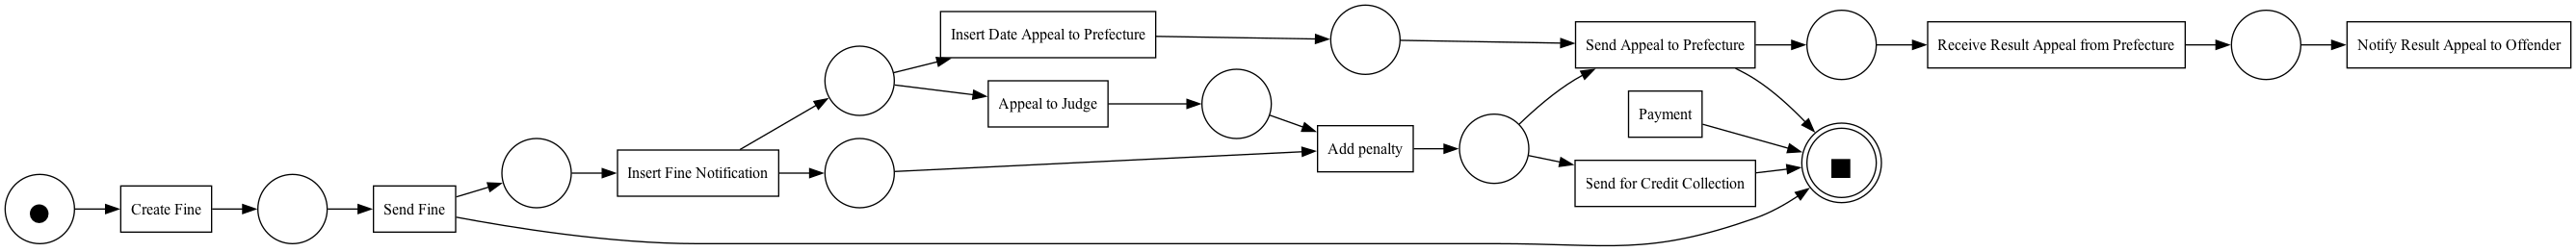 Create Fine
Send Fine
Insert Fine Notification
Insert Date Appeal to Prefecture
Appeal to Judge
Add penalty
Send Appeal to Prefecture
Payment
Send for Credit Collection
Receive Result Appeal from Prefecture
Notify Result Appeal to Offender